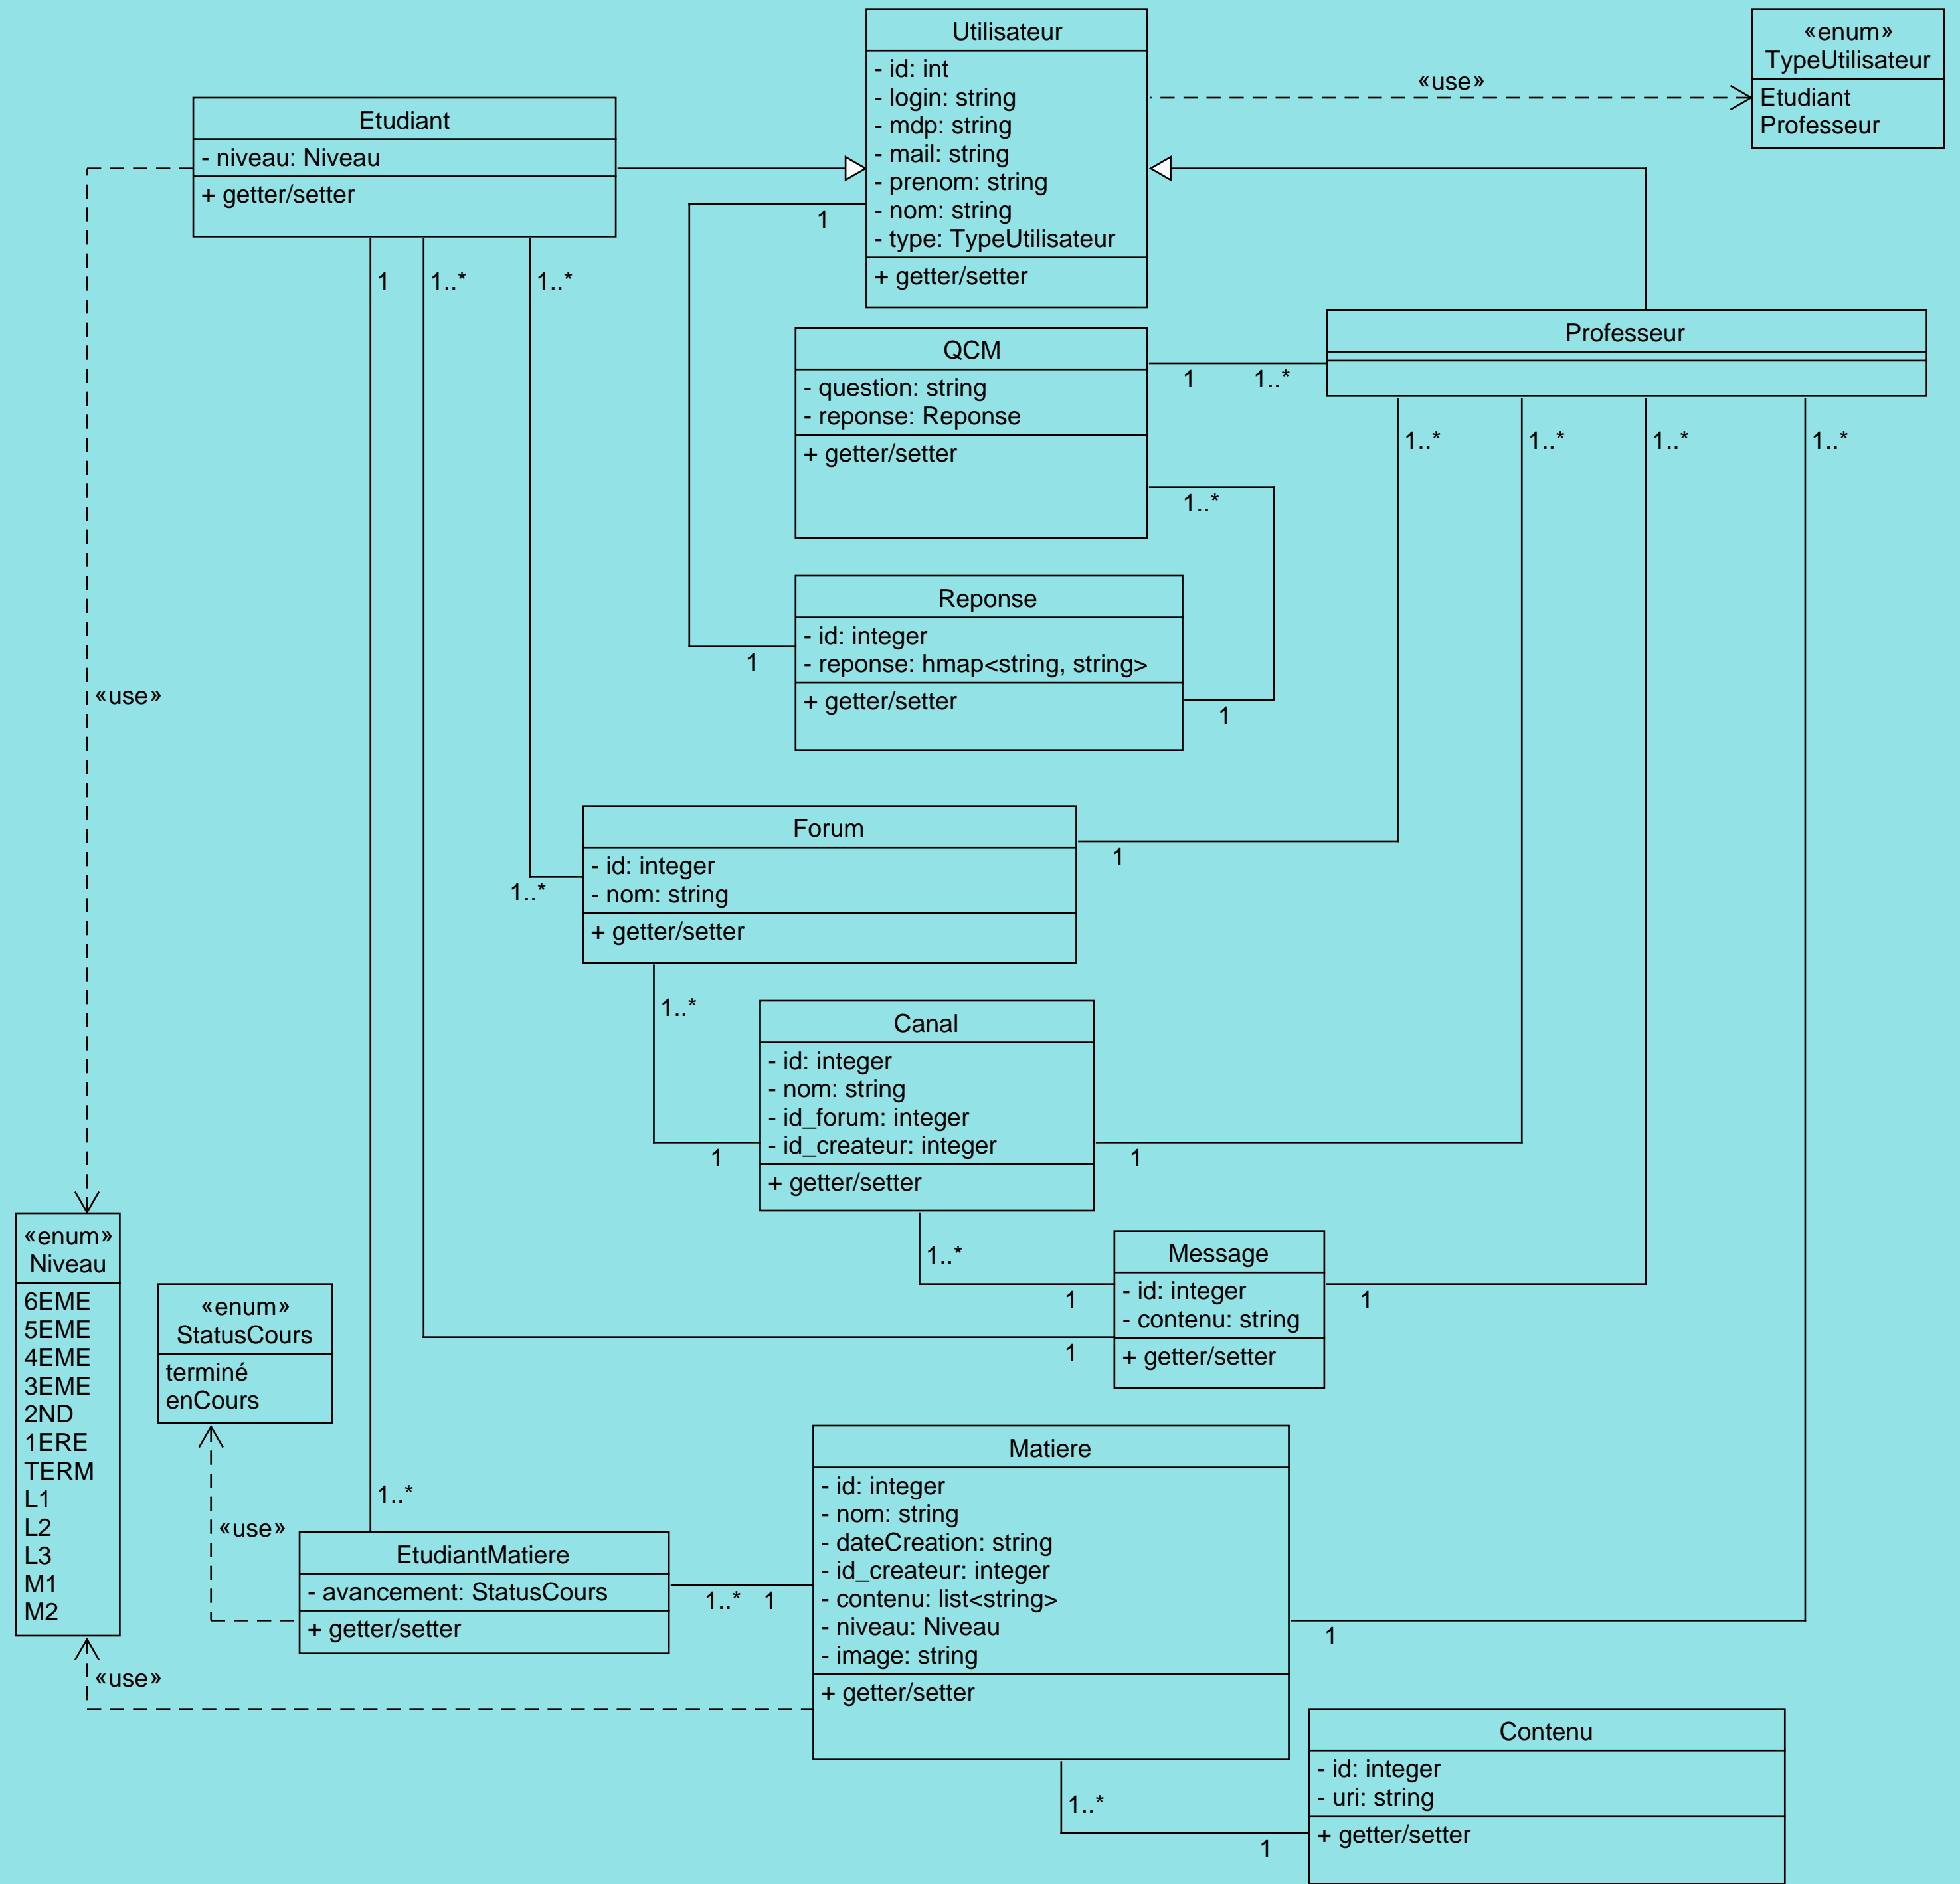 Utilisateur
- id: int
- login: string
- mdp: string
- mail: string
- prenom: string
- nom: string
- type: TypeUtilisateur
+ getter/setter
«use»
«enum»
TypeUtilisateur
Etudiant
Professeur
Etudiant
- niveau: Niveau
+ getter/setter
1
1
1..*
1..*
Professeur
QCM
- question: string
- reponse: Reponse
+ getter/setter
1
1..*
1..*
1..*
1..*
1..*
1..*
Reponse
- id: integer
- reponse: hmap<string, string>
+ getter/setter
1
1
«use»
Forum
- id: integer
- nom: string
+ getter/setter
1
1..*
1..*
Canal
- id: integer
- nom: string
- id_forum: integer
- id_createur: integer
+ getter/setter
1
1
1..*
Message
- id: integer
- contenu: string
+ getter/setter
1
1
1
«enum»
Niveau
6EME
5EME
4EME
3EME
2ND
1ERE
TERM
L1
L2
L3
M1
M2
«enum»
StatusCours
terminé
enCours
«use»
1..*
EtudiantMatiere
- avancement: StatusCours
+ getter/setter
1..*
1
Matiere
- id: integer
- nom: string
- dateCreation: string
- id_createur: integer
- contenu: list<string>
- niveau: Niveau
- image: string
+ getter/setter
1
«use»
1..*
1
Contenu
- id: integer
- uri: string
+ getter/setter